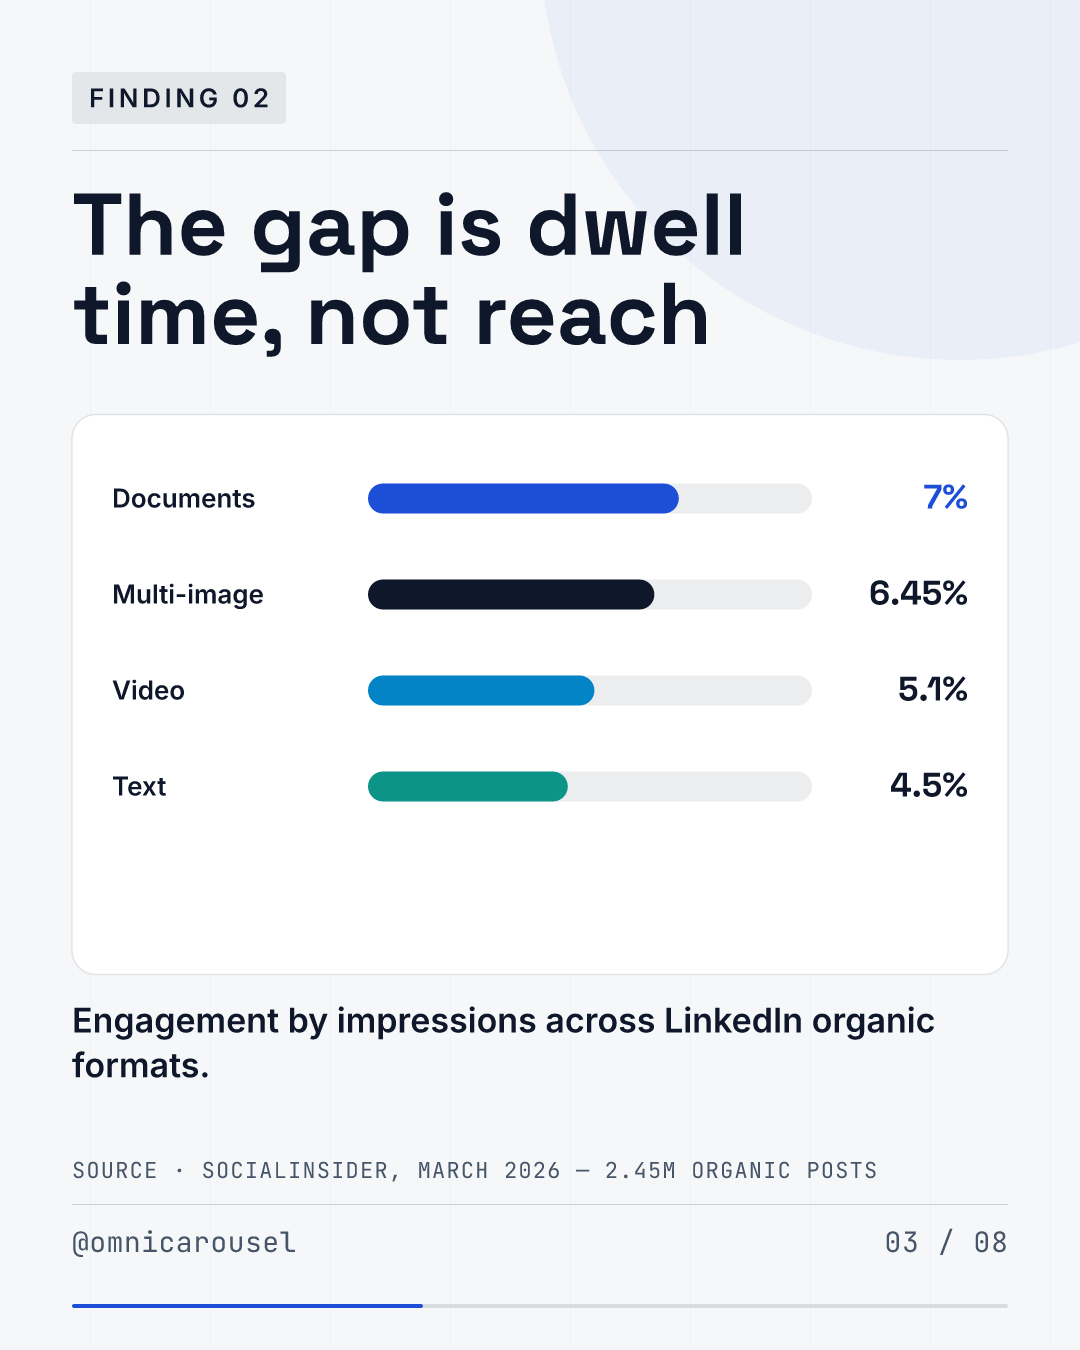 FINDING 02
The gap is dwell
time, not reach
Documents 7%
Multi-image 6.45%
Video 5.1%
Text 4.5%
Engagement by impressions across LinkedIn organic
formats.
SOURCE · SOCIALINSIDER, MARCH 2026 — 2.45M ORGANIC POSTS
@omnicarousel 03 / 08